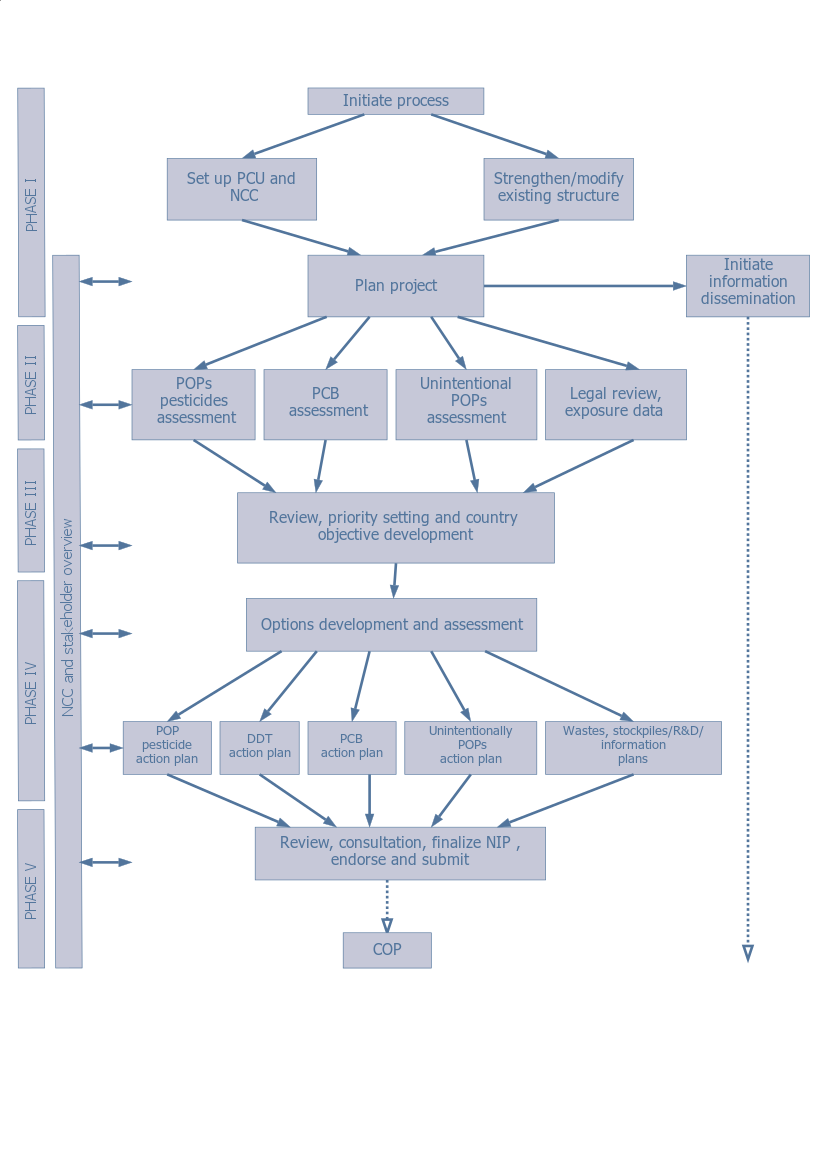 Initiate process
PHASE I
Set up PCU and
NCC
Strengthen/modify
existing structure
Plan project
Initiate
information
dissemination
NCC and stakeholder overview
PHASE II
POPs
pesticides
assessment
PCB
assessment
Unintentional
POPs
assessment
Legal review,
exposure data
PHASE III
Review, priority setting and country
objective development
PHASE IV
Options development and assessment
POP
pesticide
action plan
DDT
action plan
PCB
action plan
Unintentionally
POPs
action plan
Wastes, stockpiles/R&D/
information
plans
PHASE V
Review, consultation, finalize NIP ,
endorse and submit
COP